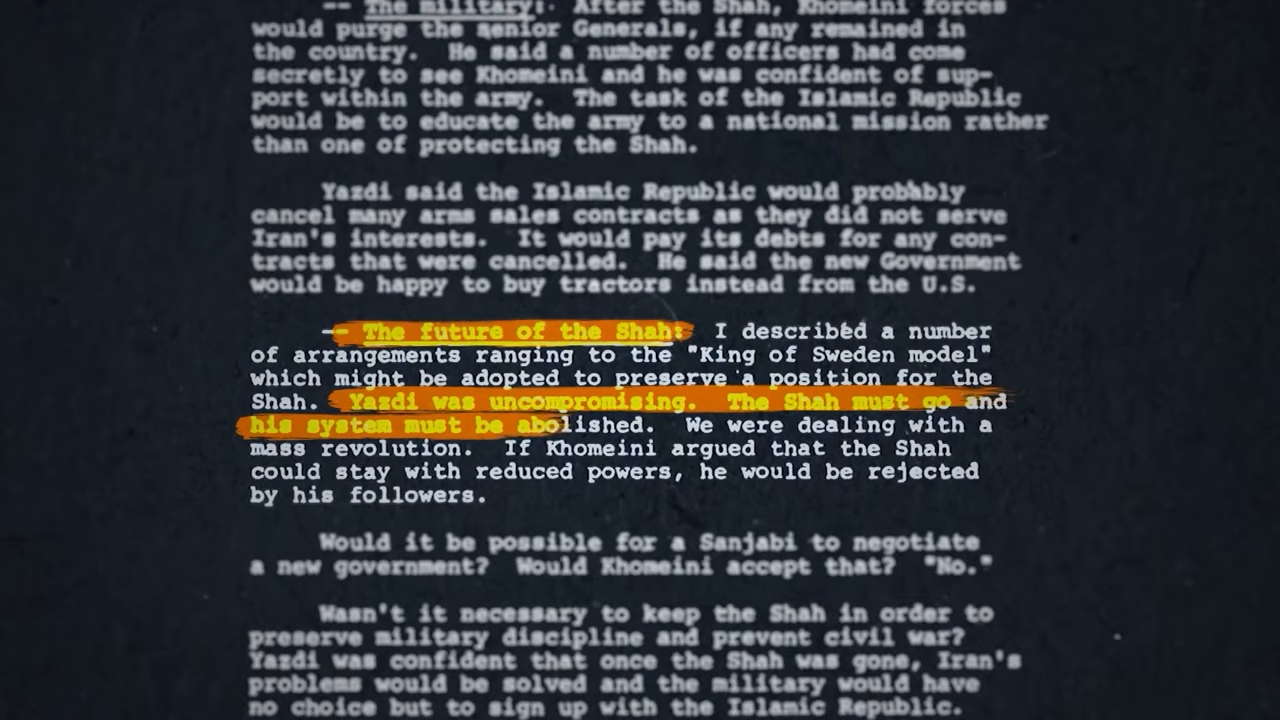 -- The military: After the Shah, Khomeini forces
would purge the senior Generals, if any remained in
the country. He said a number of officers had come
secretly to see Khomeini and he was confident of sup-
port within the army. The task of the Islamic Republic
would be to educate the army to a national mission rather
than one of protecting the Shah.
Yazdi said the Islamic Republic would probably
cancel many arms sales contracts as they did not serve
Iran's interests. It would pay its debts for any con-
tracts that were cancelled. He said the new Government
would be happy to buy tractors instead from the U.S.
-- The future of the Shah: I described a number
of arrangements ranging to the "King of Sweden model"
which might be adopted to preserve a position for the
Shah. Yazdi was uncompromising. The Shah must go and
his system must be abolished. We were dealing with a
mass revolution. If Khomeini argued that the Shah
could stay with reduced powers, he would be rejected
by his followers.
Would it be possible for a Sanjabi to negotiate
a new government? Would Khomeini accept that? "No."
Wasn't it necessary to keep the Shah in order to
preserve military discipline and prevent civil war?
Yazdi was confident that once the Shah was gone, Iran's
problems would be solved and the military would have
no choice but to sign up with the Islamic Republic.